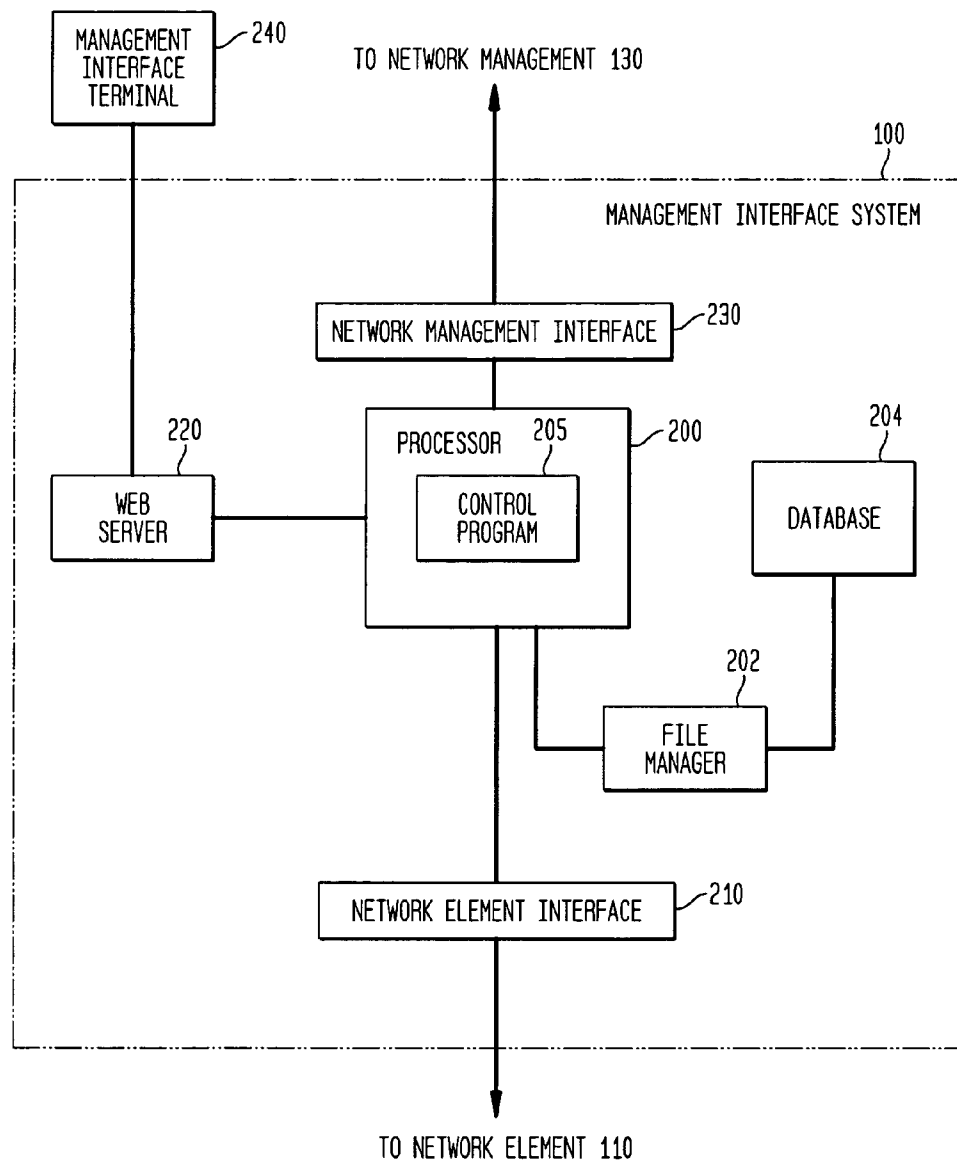 MANAGEMENT
INTERFACE
TERMINAL
240
TO NETWORK MANAGEMENT 130
100
MANAGEMENT INTERFACE SYSTEM
NETWORK MANAGEMENT INTERFACE
230
220
WEB
SERVER
PROCESSOR
200
205
CONTROL
PROGRAM
204
DATABASE
202
FILE
MANAGER
NETWORK ELEMENT INTERFACE
210
TO NETWORK ELEMENT 110